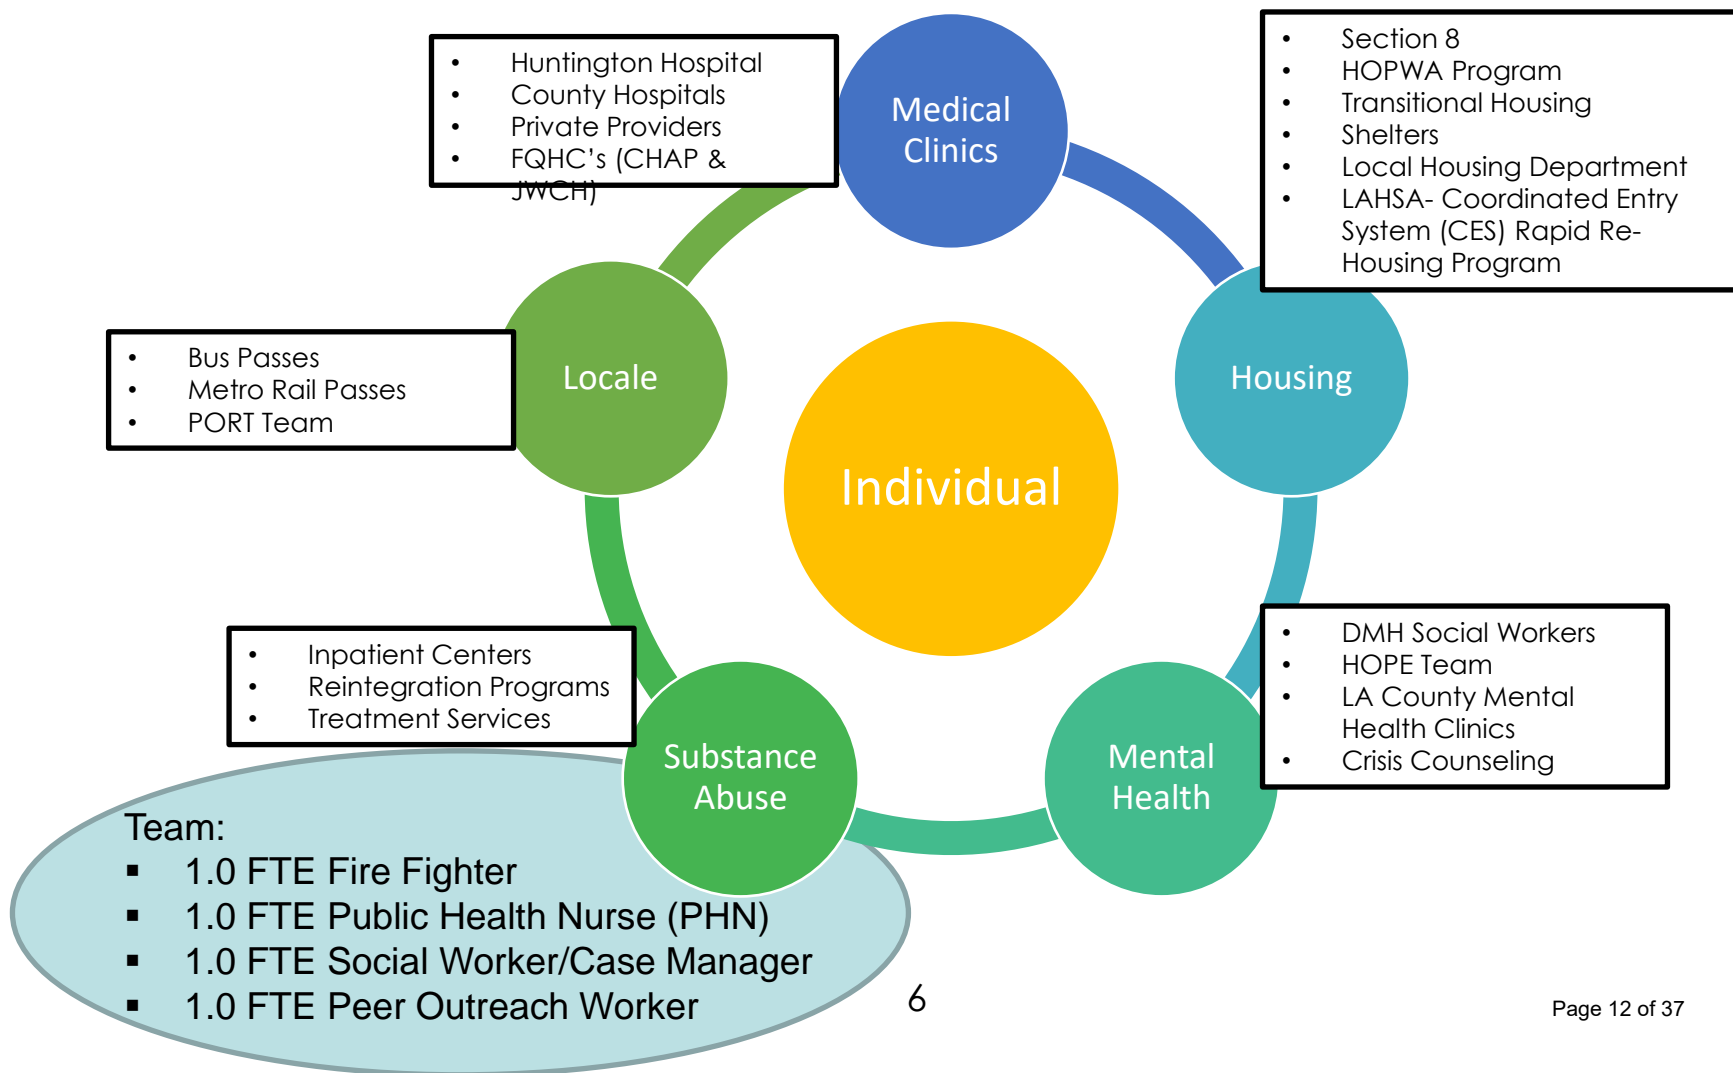 • Huntington Hospital
• County Hospitals
• Private Providers
• FQHC's (CHAP &
JWCH)
Medical
Clinics
• Section 8
• HOPWA Program
• Transitional Housing
• Shelters
• Local Housing Department
• LAHSA- Coordinated Entry
System (CES) Rapid Re-
Housing Program
• Bus Passes
• Metro Rail Passes
• PORT Team
Locale
Housing
Individual
• Inpatient Centers
• Reintegration Programs
• Treatment Services
• DMH Social Workers
• HOPE Team
• LA County Mental
Health Clinics
• Crisis Counseling
Substance
Abuse
Mental
Health
Team:
▪ 1.0 FTE Fire Fighter
▪ 1.0 FTE Public Health Nurse (PHN)
▪ 1.0 FTE Social Worker/Case Manager
▪ 1.0 FTE Peer Outreach Worker
6
Page 12 of 37